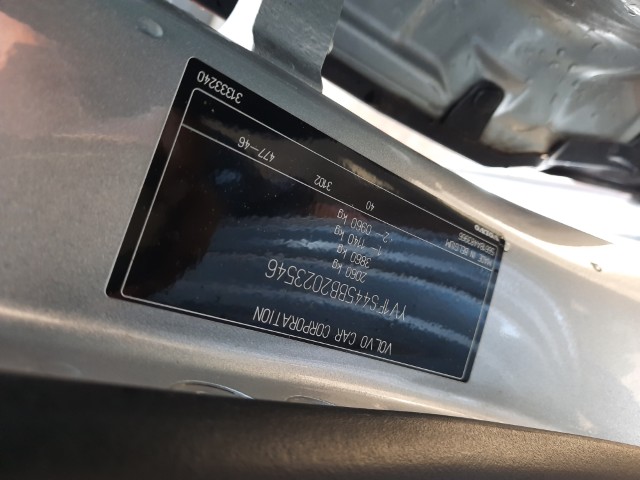 VOLVO CAR CORPORATION
YV1FS445BB2023546
2060 kg
3860 kg
1- 1140 kg
2- 0960 kg
40
3102
477-46
MADE IN BELGIUM
31333240